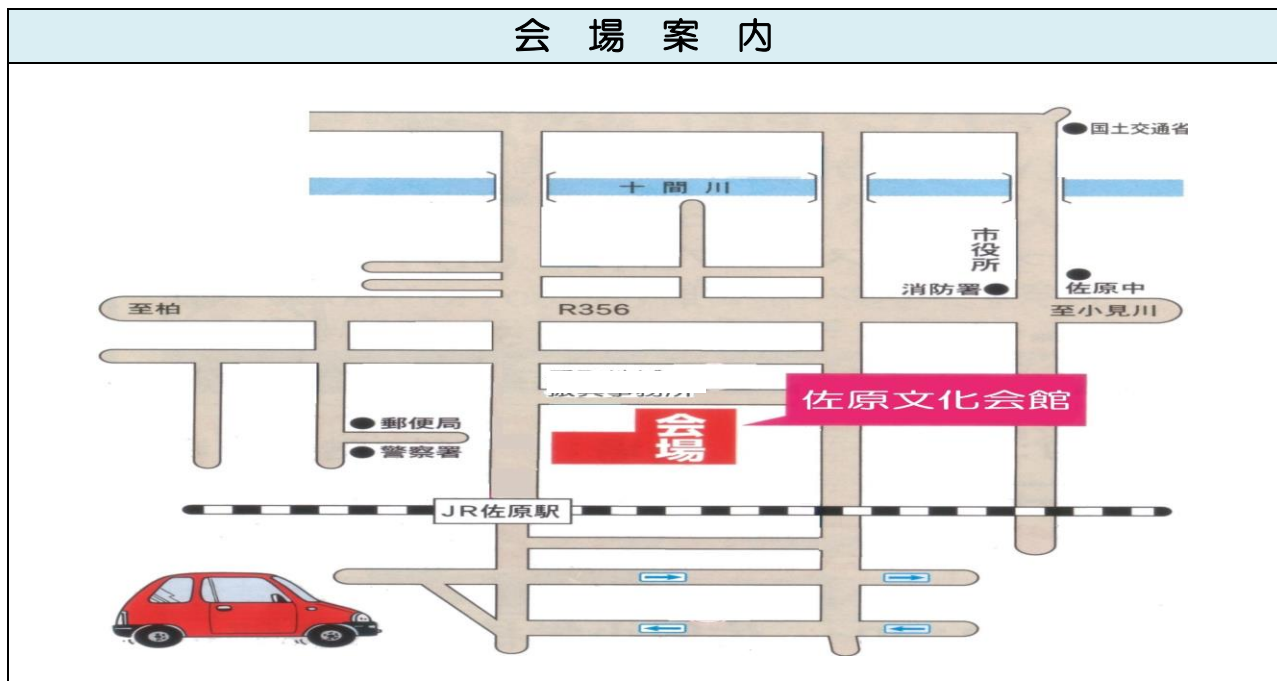 会場案内
国土交通省
十間川
市役所
消防署
佐原中
至柏
R356
至小見川
佐原文化会館
会場
郵便局
警察署
JR佐原駅